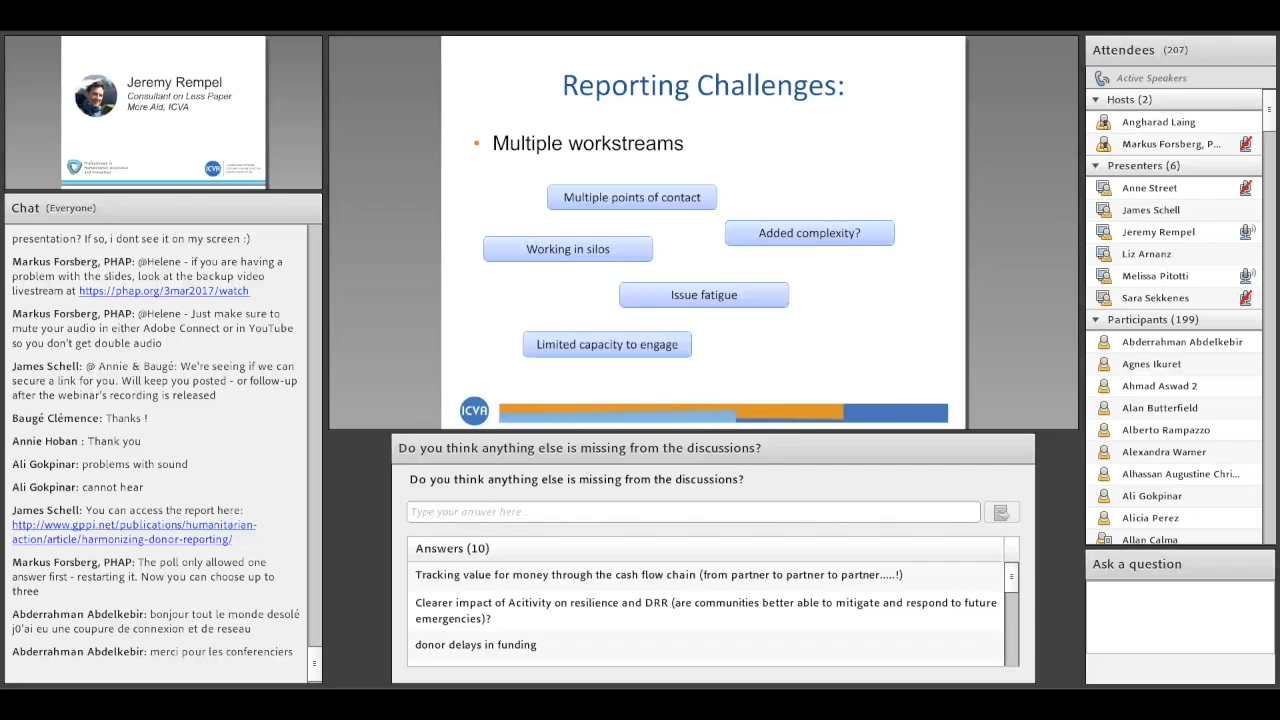 Jeremy Rempel
Consultant on Less Paper
More Aid, ICVA
ICVA
Chat (Everyone)
presentation? If so, i dont see it on my screen :)
Markus Forsberg, PHAP: @Helene - if you are having a
problem with the slides, look at the backup video
livestream at https://phap.org/3mar2017/watch
Markus Forsberg, PHAP: @Helene - Just make sure to
mute your audio in either Adobe Connect or in YouTube
so you don't get double audio
James Schell: @ Annie & Baugé: We're seeing if we can
secure a link for you. Will keep you posted - or follow-up
after the webinar's recording is released
Baugé Clémence: Thanks !
Annie Hoban : Thank you
Ali Gokpinar: problems with sound
Ali Gokpinar: cannot hear
James Schell: You can access the report here:
http://www.gppi.net/publications/humanitarian-
action/article/harmonizing-donor-reporting/
Markus Forsberg, PHAP: The poll only allowed one
answer first - restarting it. Now you can choose up to
three
Abderrahman Abdelkebir: bonjour tout le monde desolé
j0'ai eu une coupure de connexion et de reseau
Abderrahman Abdelkebir: merci pour les conferenciers
Reporting Challenges:
• Multiple workstreams
Multiple points of contact
Added complexity?
Working in silos
Issue fatigue
Limited capacity to engage
ICVA
Do you think anything else is missing from the discussions?
Do you think anything else is missing from the discussions?
Type your answer here...
Answers (10)
Tracking value for money through the cash flow chain (from partner to partner to partner.....!)
Clearer impact of Acitivity on resilience and DRR (are communities better able to mitigate and respond to future
emergencies)?
donor delays in funding
Attendees (207)
Active Speakers
Hosts (2)
Angharad Laing
Markus Forsberg, P...
Presenters (6)
Anne Street
James Schell
Jeremy Rempel
Liz Arnanz
Melissa Pitotti
Sara Sekkenes
Participants (199)
Abderrahman Abdelkebir
Agnes Ikuret
Ahmad Aswad 2
Alan Butterfield
Alberto Rampazzo
Alexandra Warner
Alhassan Augustine Chri...
Ali Gokpinar
Alicia Perez
Allan Calma
Ask a question